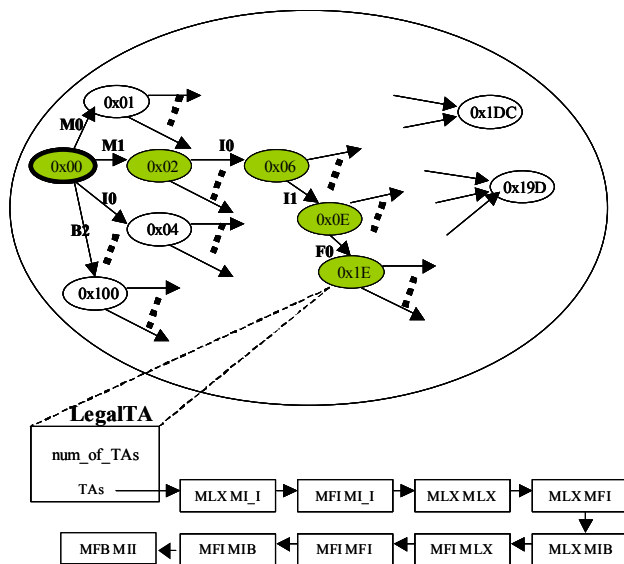 0x01
M0
M1
I0
0x1DC
0x00
0x02
0x06
I1
0x19D
I0
0x0E
B2
0x04
F0
0x1E
0x100
LegalTA
num_of_TAs
TAs
MLX MI_I
MFI MI_I
MLX MLX
MLX MFI
MFB MII
MFI MIB
MFI MFI
MFI MLX
MLX MIB